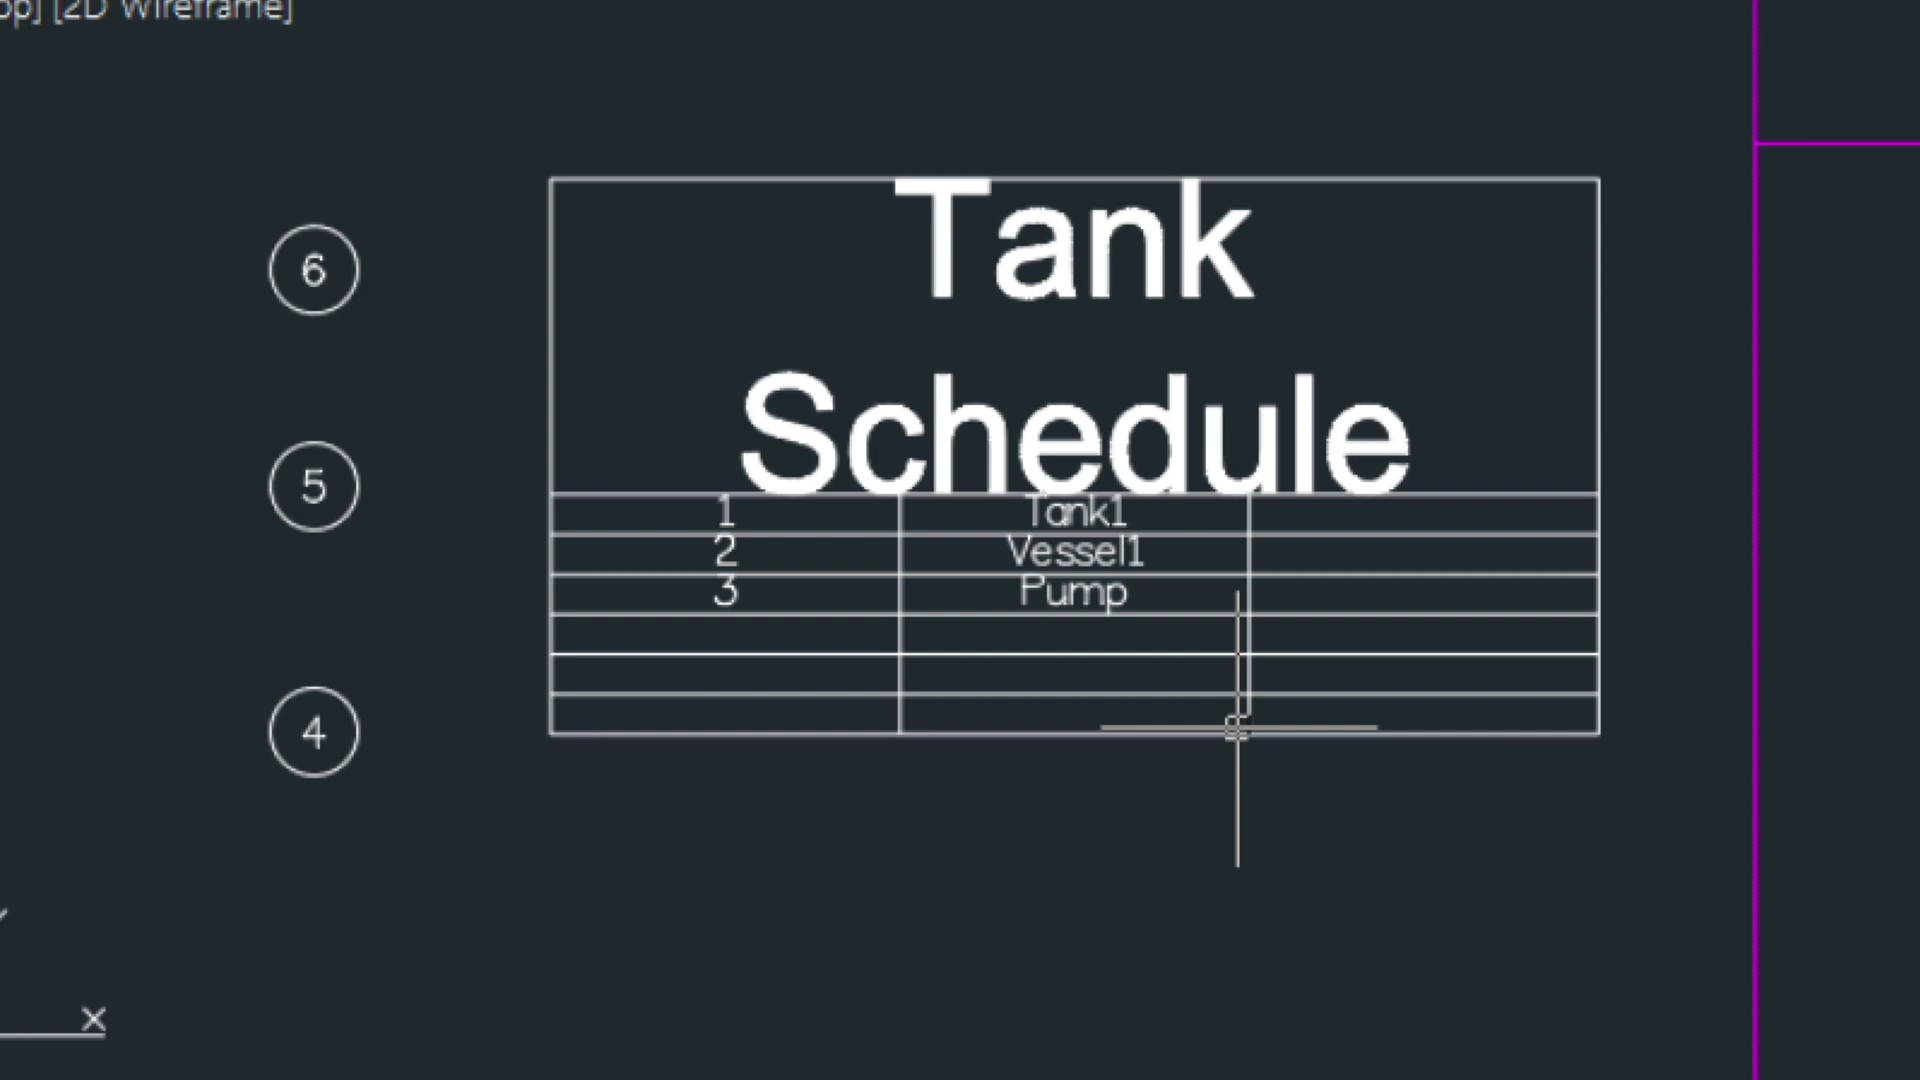 [2D Wireframe]
Tank
Schedule
1 Tank1
2 Vessel1
3 Pump
6
5
4
X